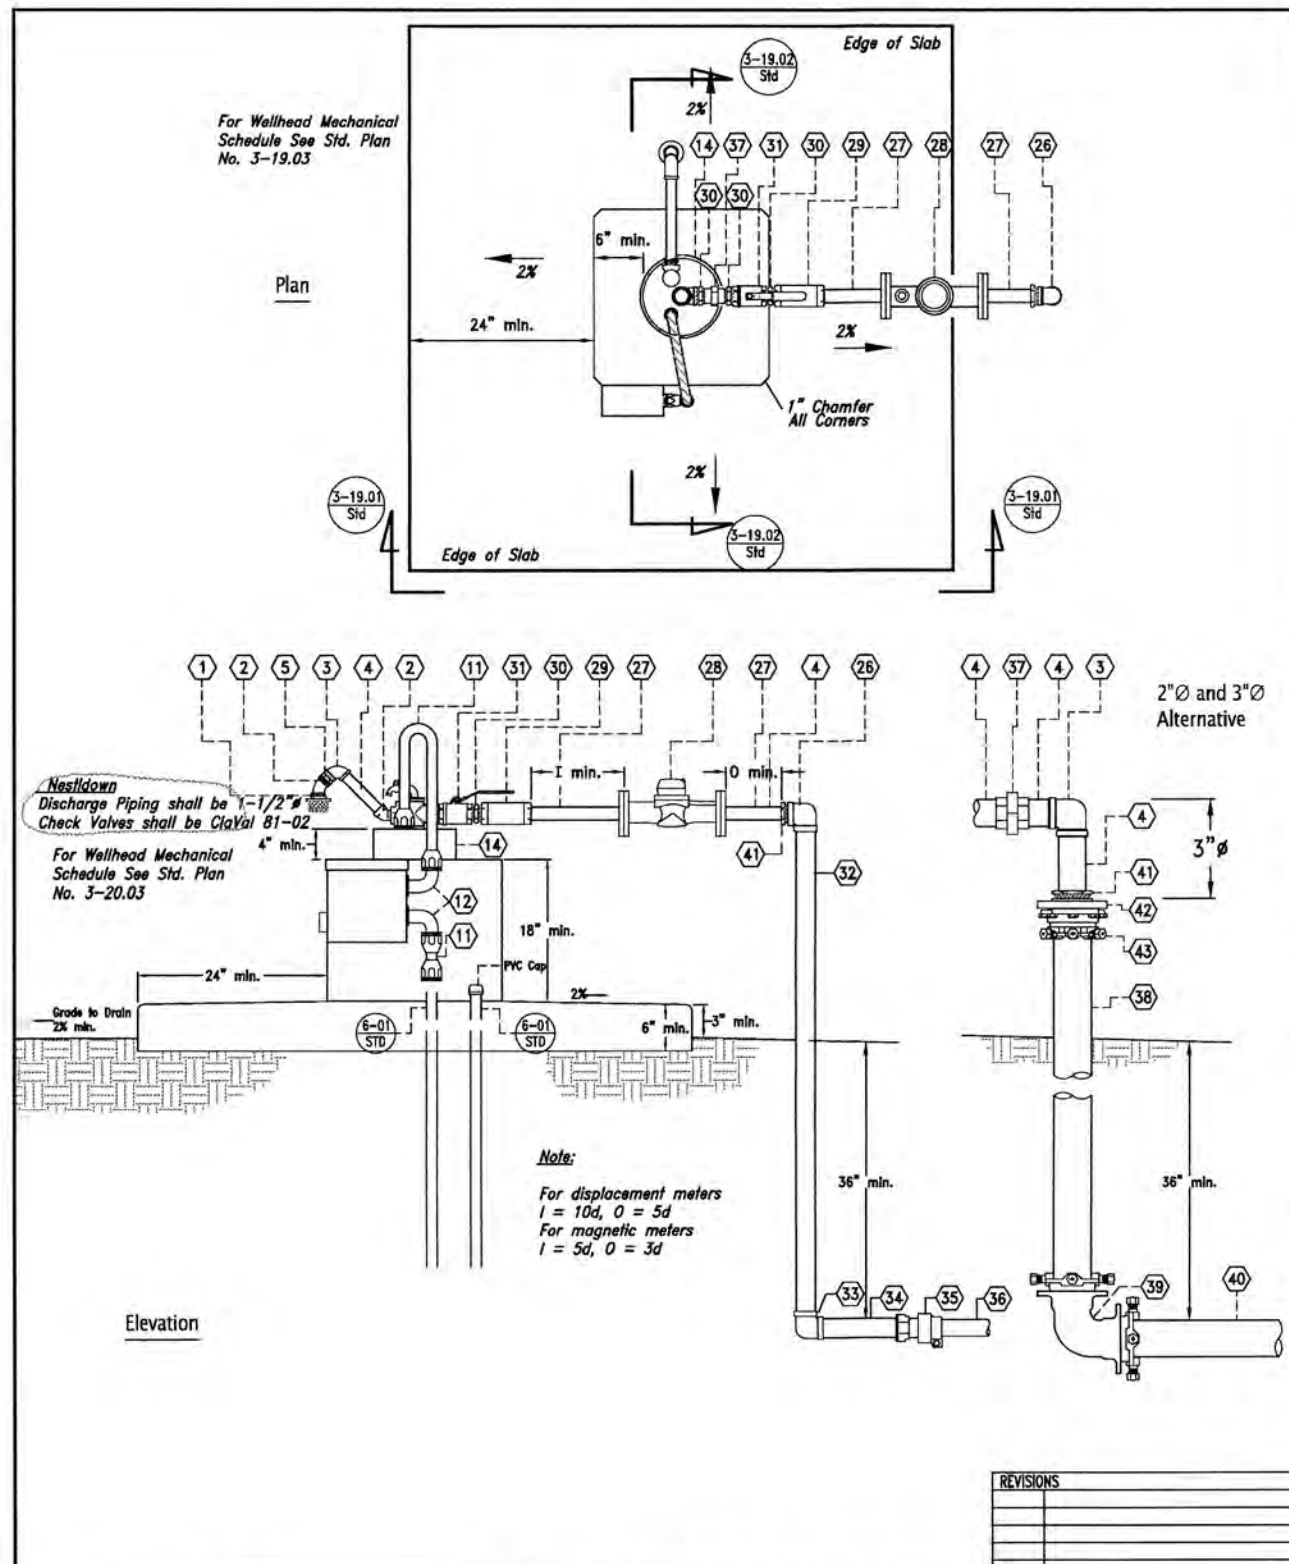 Edge of Slab
3-19.02
Std
2%
For Wellhead Mechanical
Schedule See Std. Plan
No. 3-19.03
14 37 31 30 29 27 28 27 26
30 30
6" min.
2%
Plan
24" min.
2%
1" Chamfer
All Corners
2%
3-19.01
Std
3-19.01
Std
3-19.02
Std
Edge of Slab
1 2 5 3 4 2 11 31 30 29 27 28 27 4 26 4 37 4 3
2"Ø and 3"Ø
Alternative
Nestldown
Discharge Piping shall be 1-1/2"ø
Check Valves shall be ClaVal 81-02
I min.
O min.
4" min.
For Wellhead Mechanical
Schedule See Std. Plan
No. 3-20.03
14
41
32
4
3"ø
41
42
43
12
11
18" min.
PVC Cap
24" min.
2%
38
Grade to Drain
2% min.
6-01
STD
6-01
STD
6" min.
3" min.
Note:
For displacement meters
I = 10d, O = 5d
For magnetic meters
I = 5d, O = 3d
36" min.
36" min.
33 34 35 36
39
40
Elevation
REVISIONS